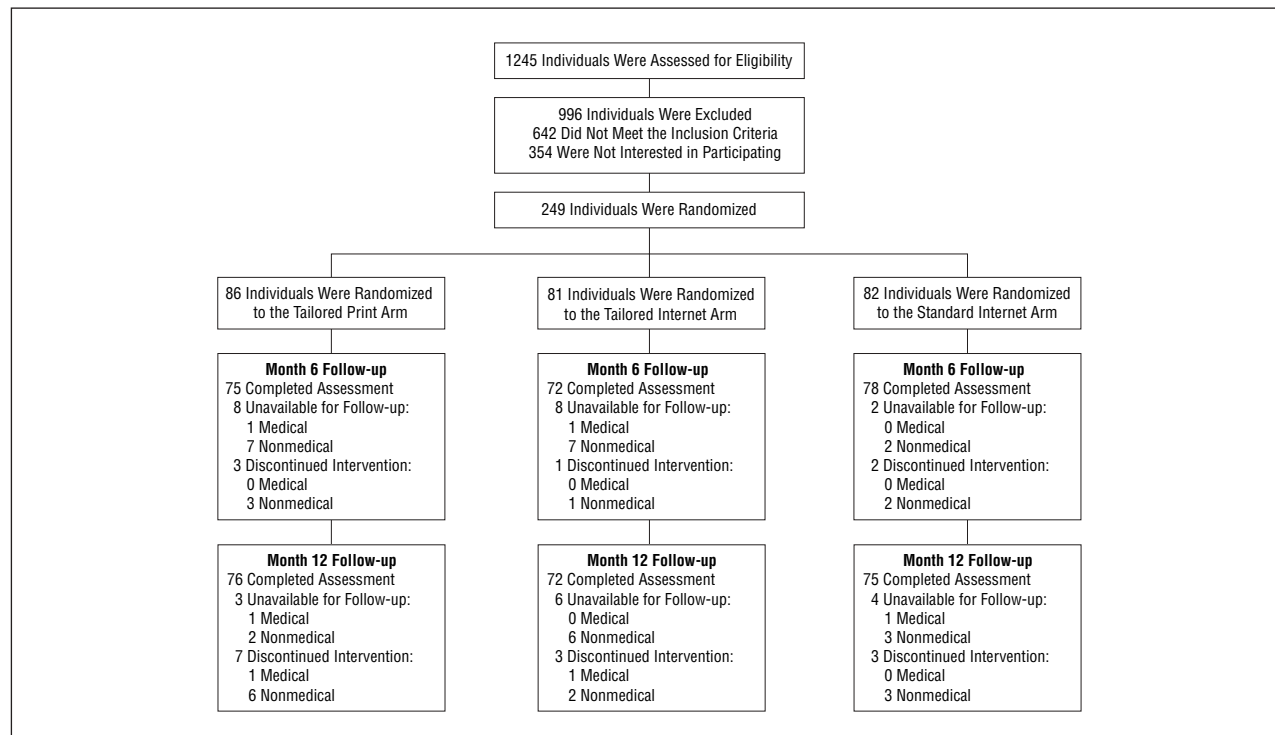 1245 Individuals Were Assessed for Eligibility
996 Individuals Were Excluded
642 Did Not Meet the Inclusion Criteria
354 Were Not Interested in Participating
249 Individuals Were Randomized
86 Individuals Were Randomized
to the Tailored Print Arm
81 Individuals Were Randomized
to the Tailored Internet Arm
82 Individuals Were Randomized
to the Standard Internet Arm
Month 6 Follow-up
75 Completed Assessment
8 Unavailable for Follow-up:
1 Medical
7 Nonmedical
3 Discontinued Intervention:
0 Medical
3 Nonmedical
Month 6 Follow-up
72 Completed Assessment
8 Unavailable for Follow-up:
1 Medical
7 Nonmedical
1 Discontinued Intervention:
0 Medical
1 Nonmedical
Month 6 Follow-up
78 Completed Assessment
2 Unavailable for Follow-up:
0 Medical
2 Nonmedical
2 Discontinued Intervention:
0 Medical
2 Nonmedical
Month 12 Follow-up
76 Completed Assessment
3 Unavailable for Follow-up:
1 Medical
2 Nonmedical
7 Discontinued Intervention:
1 Medical
6 Nonmedical
Month 12 Follow-up
72 Completed Assessment
6 Unavailable for Follow-up:
0 Medical
6 Nonmedical
3 Discontinued Intervention:
1 Medical
2 Nonmedical
Month 12 Follow-up
75 Completed Assessment
4 Unavailable for Follow-up:
1 Medical
3 Nonmedical
3 Discontinued Intervention:
0 Medical
3 Nonmedical